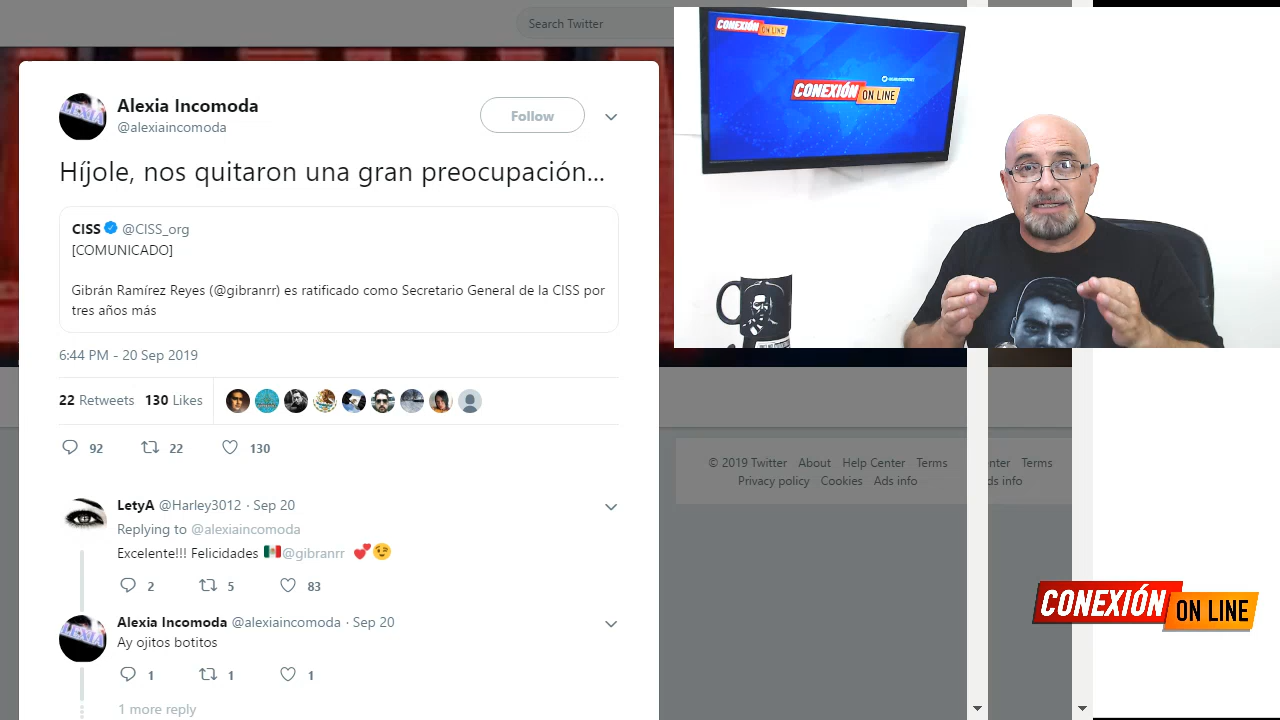 Search Twitter
Alexia Incomoda
@alexiaincomoda
Follow
Híjole, nos quitaron una gran preocupación...
CISS @CISS_org
[COMUNICADO]
Gibrán Ramírez Reyes (@gibranrr) es ratificado como Secretario General de la CISS por
tres años más
6:44 PM - 20 Sep 2019
22 Retweets 130 Likes
92 22 130
LetyA @Harley3012 · Sep 20
Replying to @alexiaincomoda
Excelente!!! Felicidades 🇲🇽@gibranrr 💕😉
2 5 83
Alexia Incomoda @alexiaincomoda · Sep 20
Ay ojitos botitos
1 1 1
1 more reply
CONEXIÓN ON LINE
CONEXIÓN ON LINE
© 2019 Twitter About Help Center Terms
Privacy policy Cookies Ads info
nter Terms
ds info
CONEXIÓN ON LINE